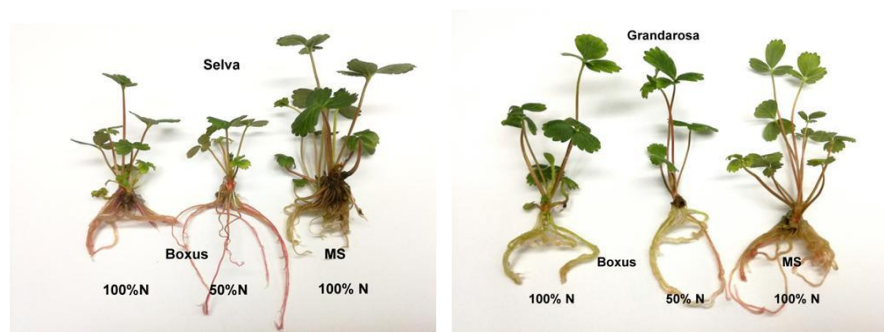 Selva
Boxus
MS
100%N
50%N
100% N
Grandarosa
Boxus
MS
100% N
50% N
100% N